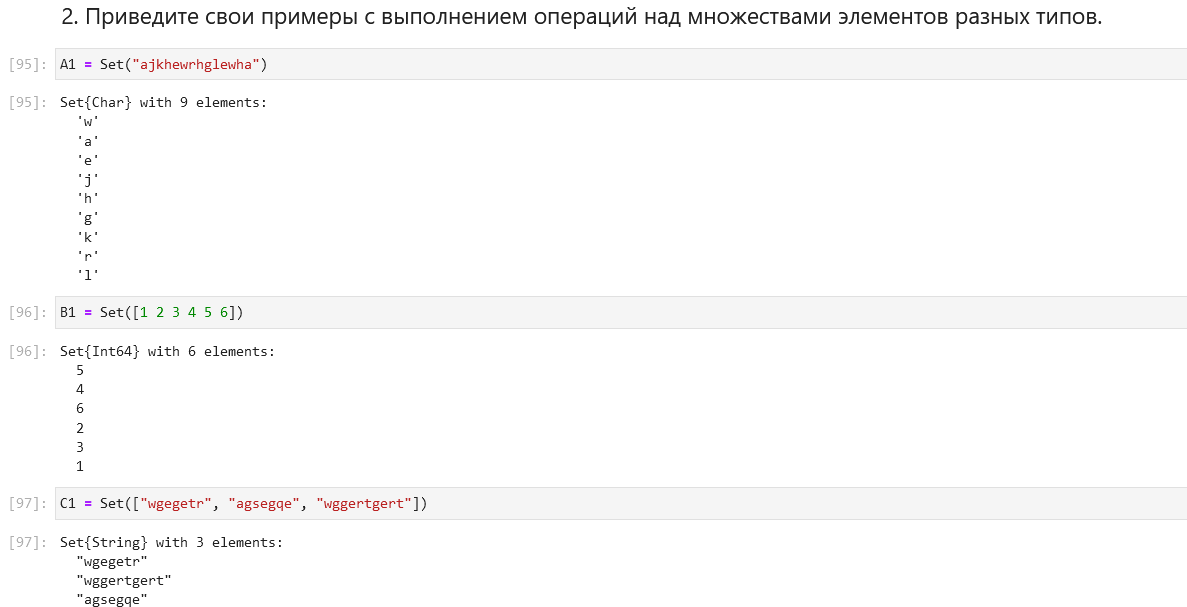 2. Приведите свои примеры с выполнением операций над множествами элементов разных типов.
[95]: A1 = Set("ajkhewrhglewha")
[95]: Set{Char} with 9 elements:
'w'
'a'
'e'
'j'
'h'
'g'
'k'
'r'
'l'
[96]: B1 = Set([1 2 3 4 5 6])
[96]: Set{Int64} with 6 elements:
5
4
6
2
3
1
[97]: C1 = Set(["wgegetr", "agsegqe", "wggertgert"])
[97]: Set{String} with 3 elements:
"wgegetr"
"wggertgert"
"agsegqe"